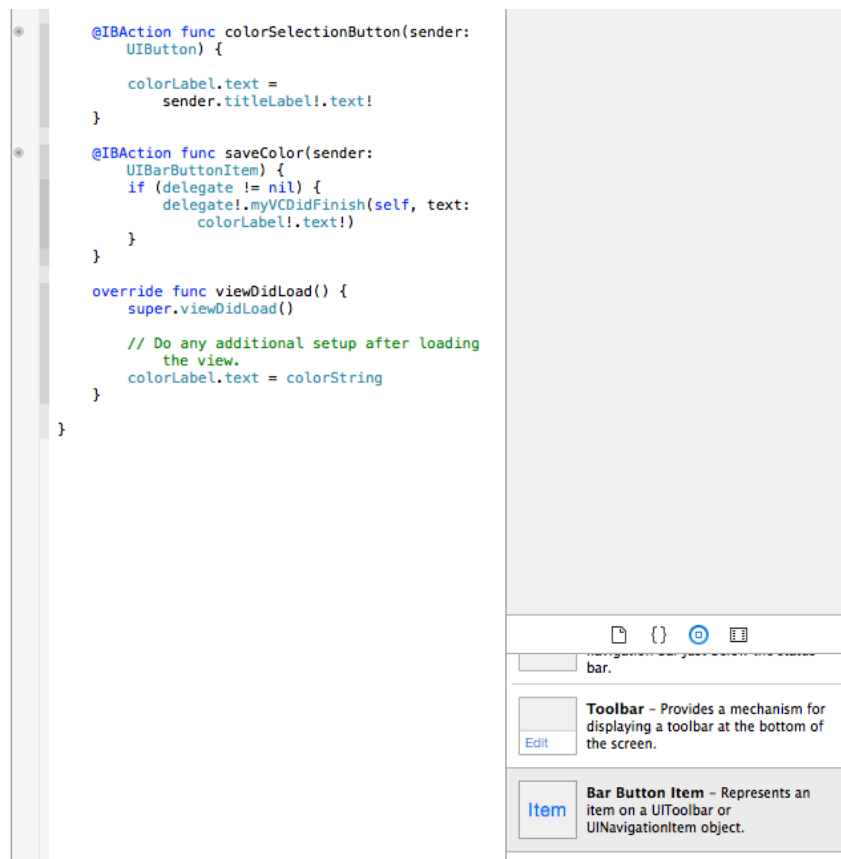 @IBAction func colorSelectionButton(sender:
UIButton) {
colorLabel.text =
sender.titleLabel!.text!
}
@IBAction func saveColor(sender:
UIBarButtonItem) {
if (delegate != nil) {
delegate!.myVCDidFinish(self, text:
colorLabel!.text!)
}
}
override func viewDidLoad() {
super.viewDidLoad()
// Do any additional setup after loading
the view.
colorLabel.text = colorString
}
}
{}
bar.
Toolbar – Provides a mechanism for
displaying a toolbar at the bottom of
the screen.
Edit
Item
Bar Button Item – Represents an
item on a UIToolbar or
UINavigationItem object.